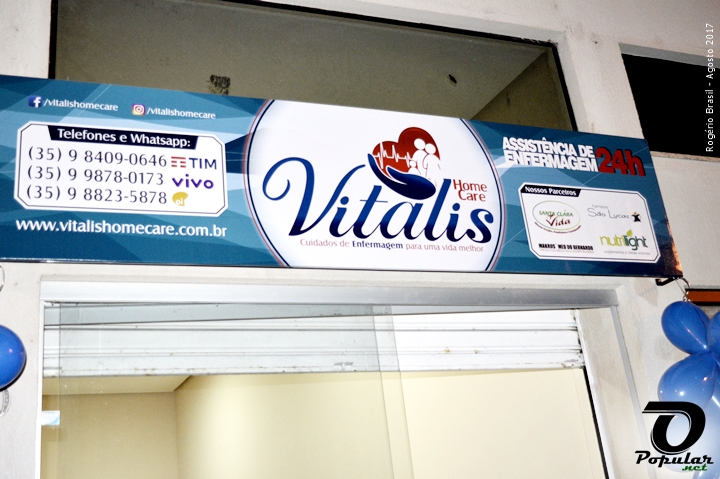 /vitalishomecare
/vitalishomecare
Telefones e Whatsapp:
(35) 9 8409-0646 TIM
(35) 9 9878-0173 vivo
(35) 9 8823-5878 oi
www.vitalishomecare.com.br
Vitalis
Home
Care
Cuidados de Enfermagem para uma vida melhor
ASSISTÊNCIA DE
ENFERMAGEM 24h
Nossos Parceiros
SANTA CLARA
Vida
São Lucas
nutrilight
Rogério Brasil - Agosto 2017
O Popular
.net